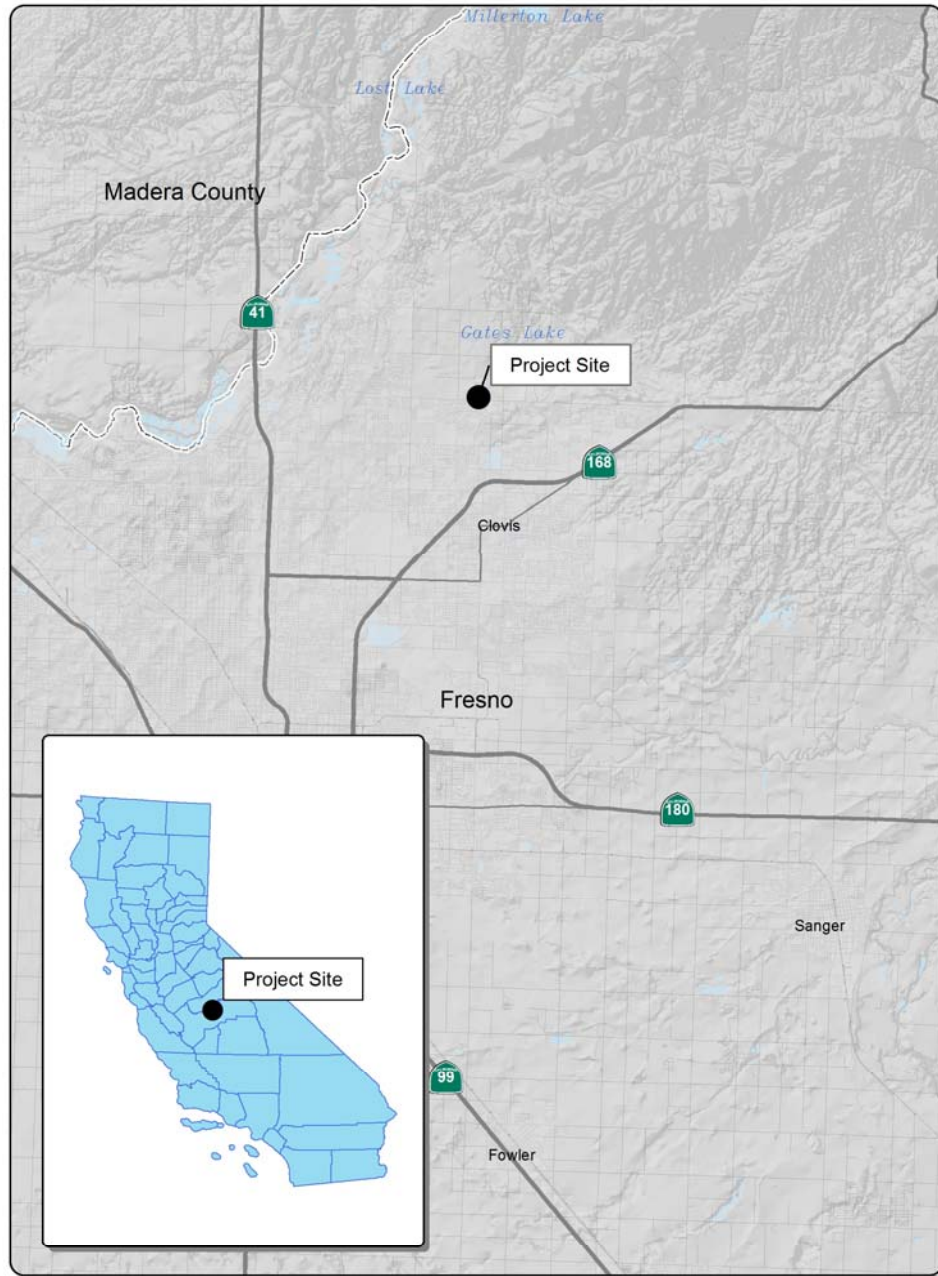 Millerton Lake
Lost Lake
Madera County
41
Gates Lake
Project Site
168
Clovis
Fresno
180
Sanger
Project Site
99
Fowler